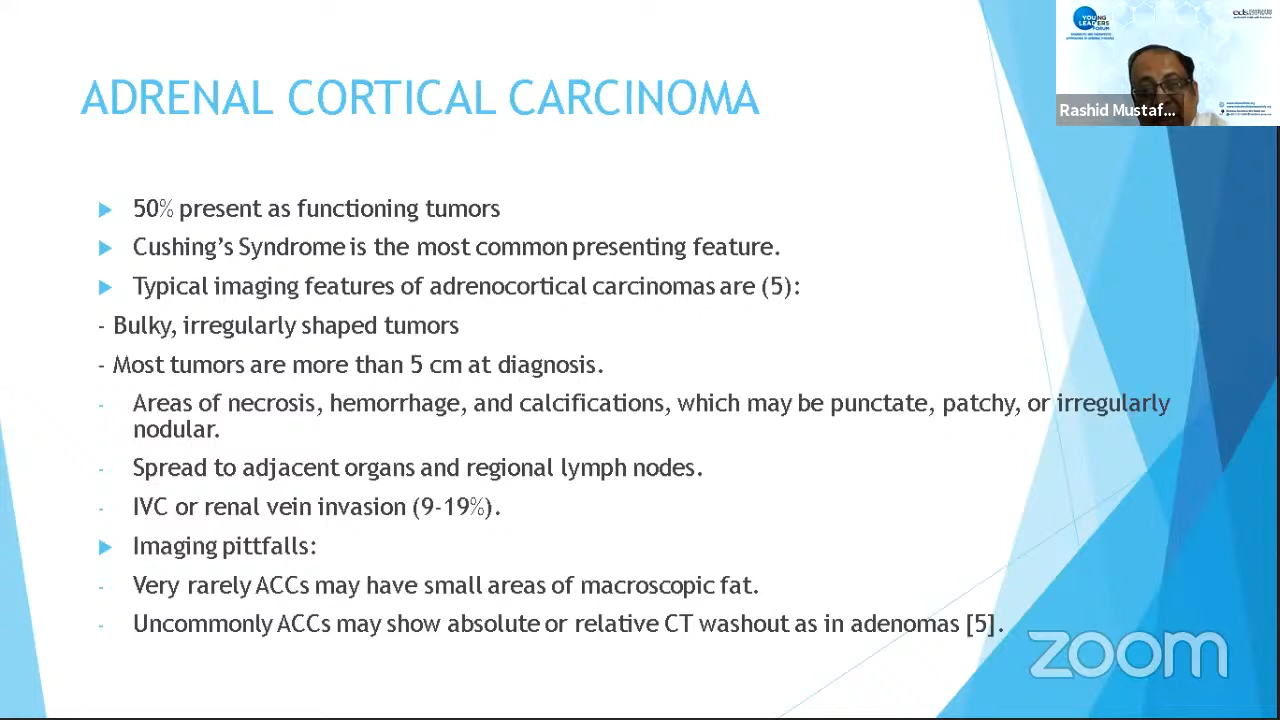 ADRENAL CORTICAL CARCINOMA
50% present as functioning tumors
Cushing's Syndrome is the most common presenting feature.
Typical imaging features of adrenocortical carcinomas are (5):
- Bulky, irregularly shaped tumors
- Most tumors are more than 5 cm at diagnosis.
- Areas of necrosis, hemorrhage, and calcifications, which may be punctate, patchy, or irregularly
nodular.
- Spread to adjacent organs and regional lymph nodes.
- IVC or renal vein invasion (9-19%).
Imaging pittfalls:
- Very rarely ACCs may have small areas of macroscopic fat.
- Uncommonly ACCs may show absolute or relative CT washout as in adenomas [5].
YOUNG
LEADERS
FORUM
Rashid Mustaf...
zoom